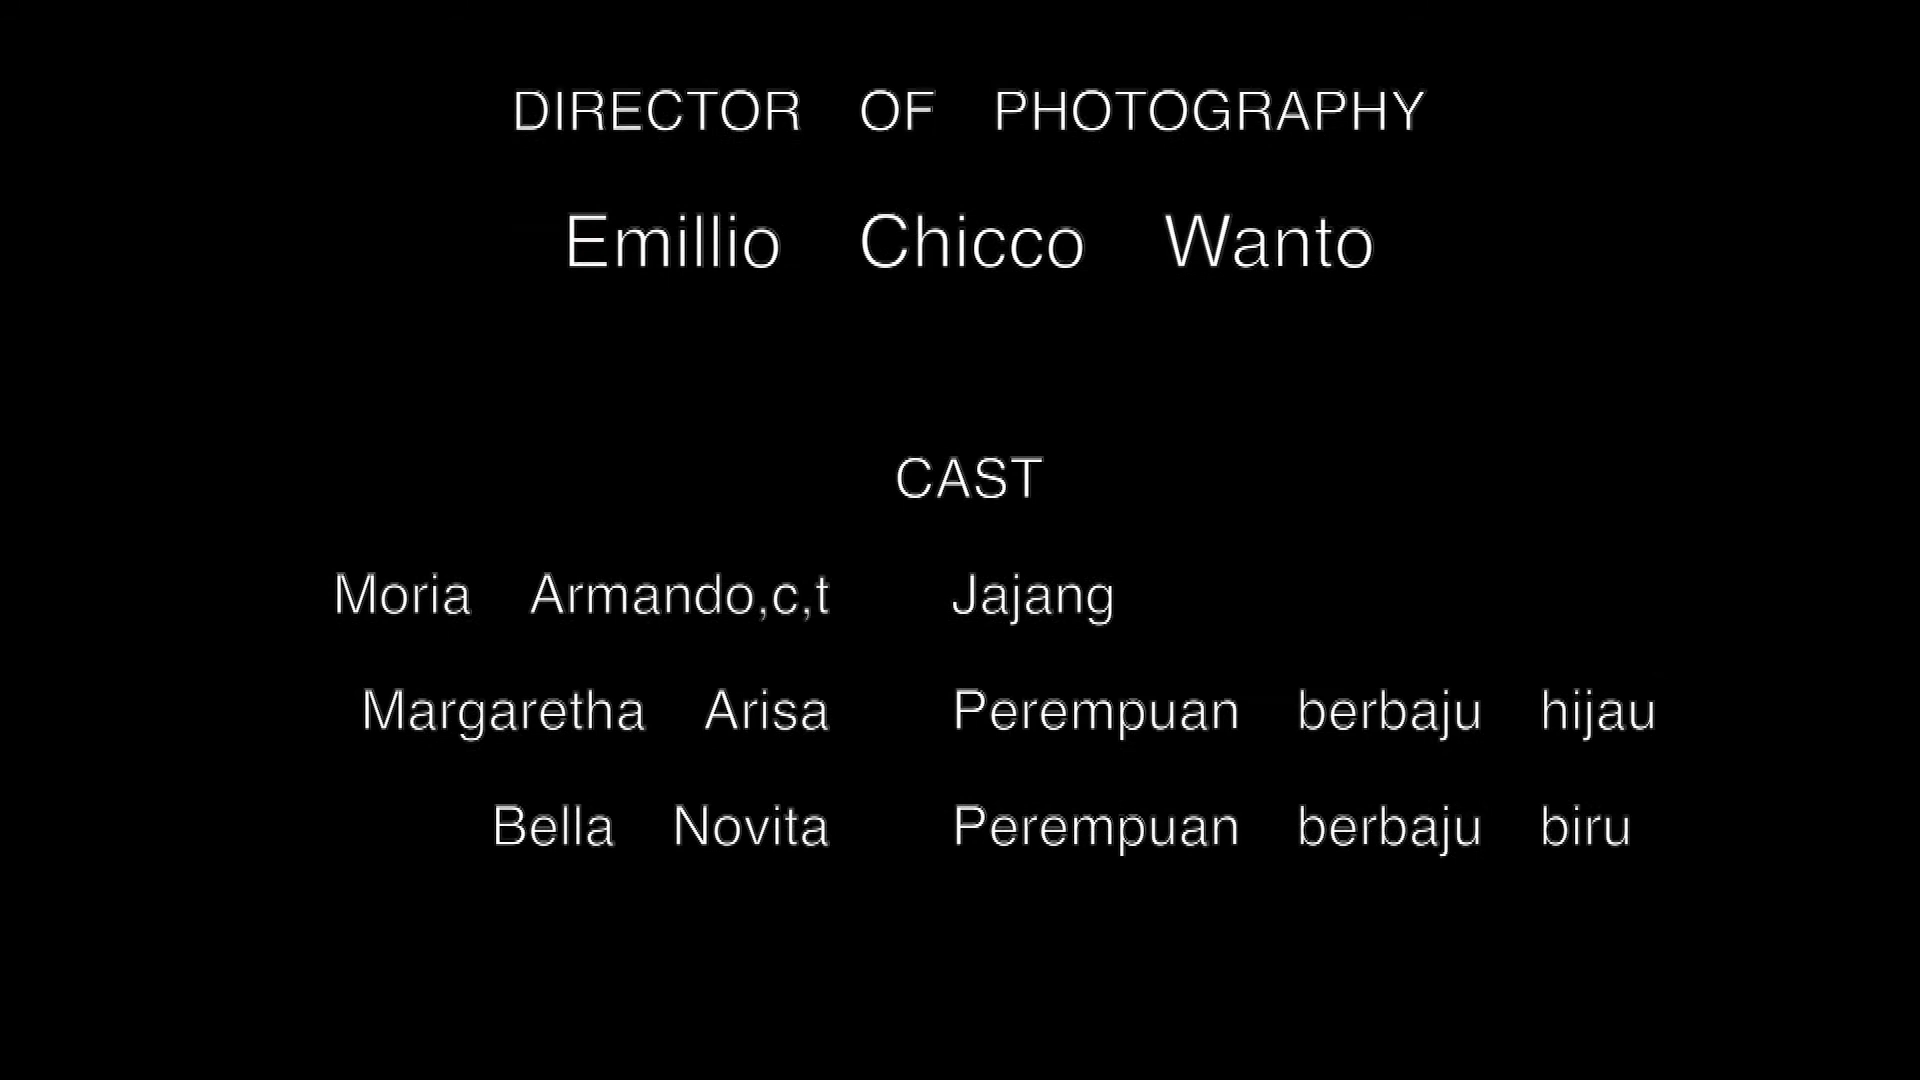 DIRECTOR OF PHOTOGRAPHY
Emillio Chicco Wanto
CAST
Moria Armando,c,t Jajang
Margaretha Arisa Perempuan berbaju hijau
Bella Novita Perempuan berbaju biru